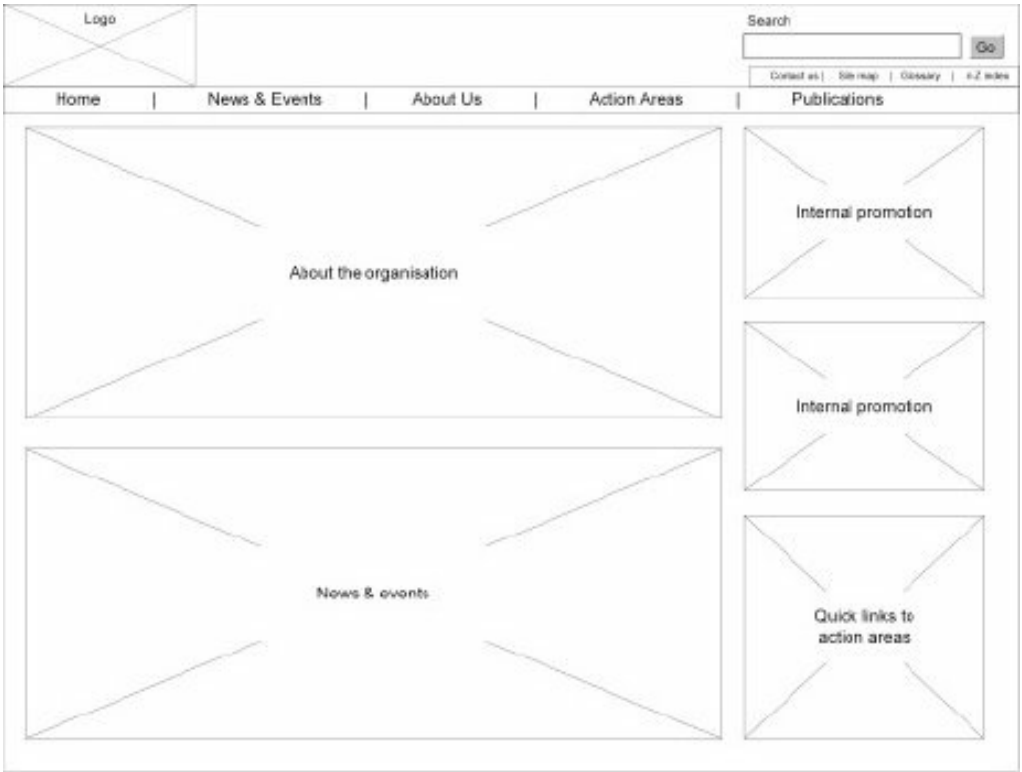 Logo
Search
Go
Contact us | Site map | Glossary | A-Z index
Home | News & Events | About Us | Action Areas | Publications
About the organisation
Internal promotion
Internal promotion
News & events
Quick links to
action areas